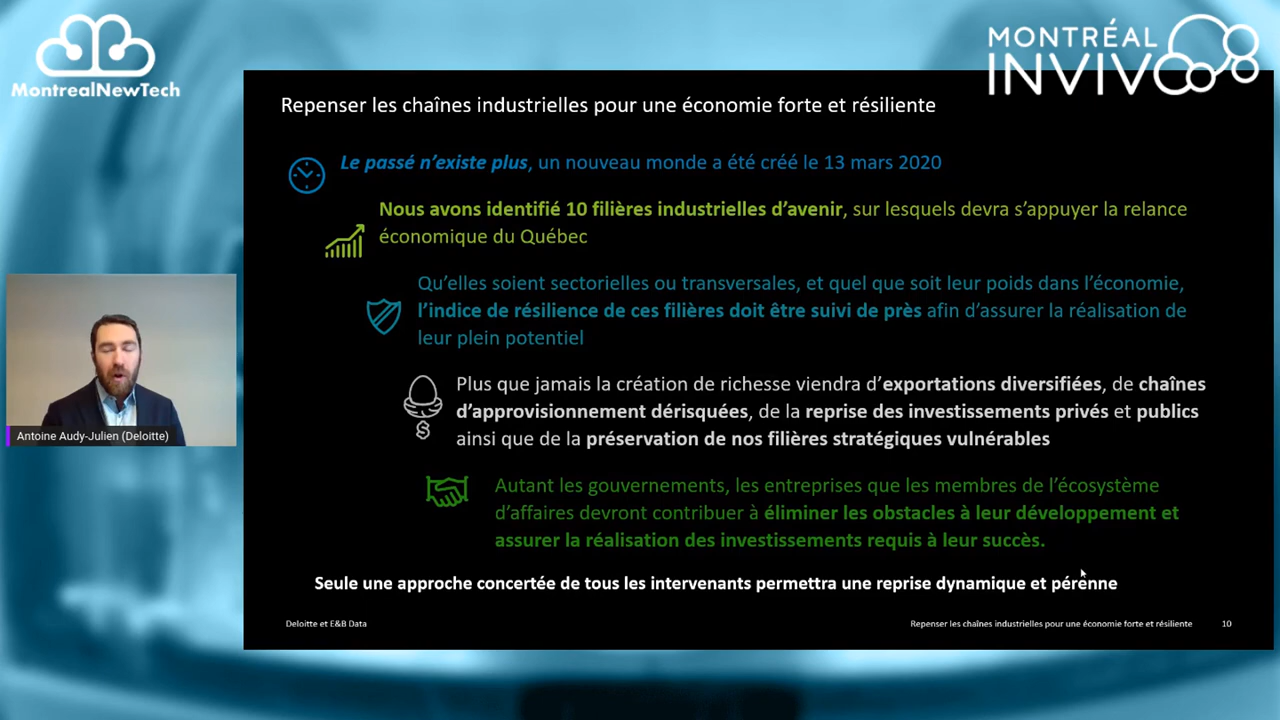 MontrealNewTech
MONTRÉAL
INVIVO
Repenser les chaînes industrielles pour une économie forte et résiliente
Le passé n'existe plus, un nouveau monde a été créé le 13 mars 2020
Nous avons identifié 10 filières industrielles d'avenir, sur lesquels devra s'appuyer la relance
économique du Québec
Qu'elles soient sectorielles ou transversales, et quel que soit leur poids dans l'économie,
l'indice de résilience de ces filières doit être suivi de près afin d'assurer la réalisation de
leur plein potentiel
Plus que jamais la création de richesse viendra d'exportations diversifiées, de chaînes
d'approvisionnement dérisquées, de la reprise des investissements privés et publics
ainsi que de la préservation de nos filières stratégiques vulnérables
Autant les gouvernements, les entreprises que les membres de l'écosystème
d'affaires devront contribuer à éliminer les obstacles à leur développement et
assurer la réalisation des investissements requis à leur succès.
Seule une approche concertée de tous les intervenants permettra une reprise dynamique et pérenne
Deloitte et E&B Data
Repenser les chaînes industrielles pour une économie forte et résiliente 10
Antoine Audy-Julien (Deloitte)